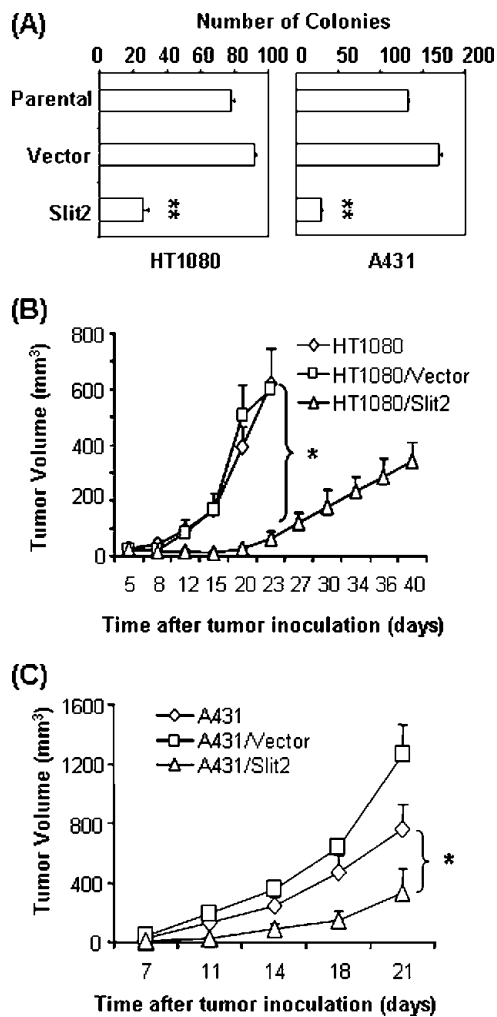 (A)
Number of Colonies
0 20 40 60 80 100 0 50 100 150 200
Parental
Vector
Slit2
**
**
HT1080
A431
(B)
800
600
400
200
0
Tumor Volume (mm³)
HT1080
HT1080/Vector
HT1080/Slit2
*
5 8 12 15 20 23 27 30 34 36 40
Time after tumor inoculation (days)
(C)
1600
1200
800
400
0
Tumor Volume (mm³)
A431
A431/Vector
A431/Slit2
*
7 11 14 18 21
Time after tumor inoculation (days)